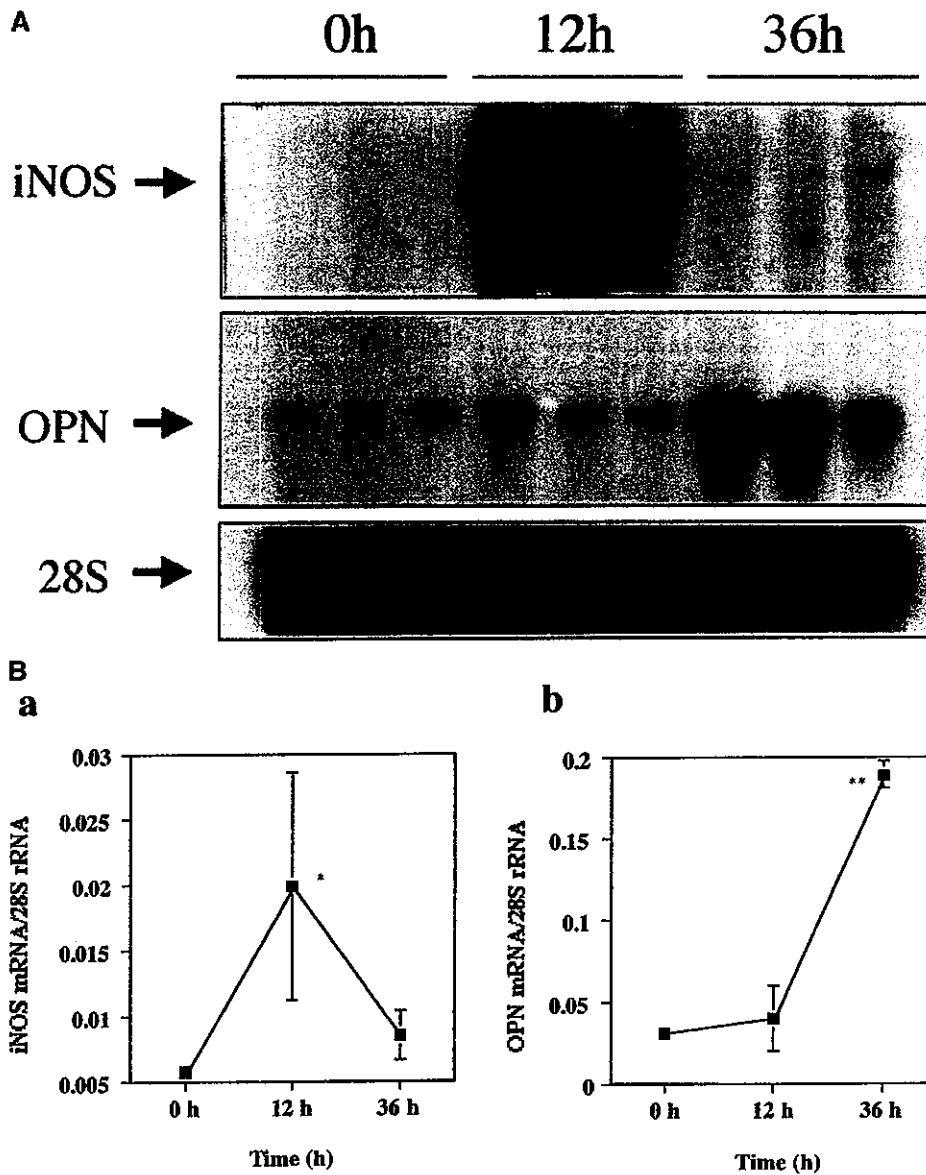 A
0h 12h 36h
iNOS
OPN
28S
B
a
b
0.03
0.025
0.02
0.015
0.01
0.005
iNOS mRNA/28S rRNA
*
0 h 12 h 36 h
Time (h)
0.2
0.15
0.1
0.05
0
OPN mRNA/28S rRNA
**
0 h 12 h 36 h
Time (h)